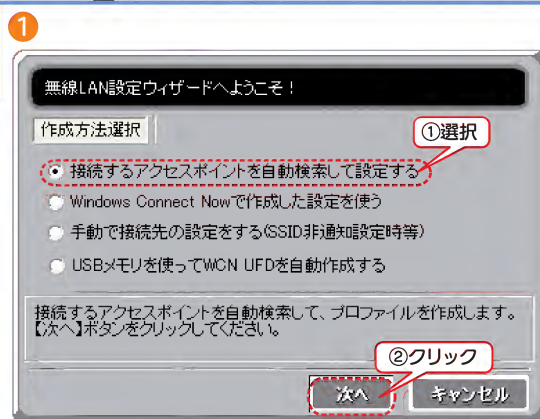 1
無線LAN設定ウィザードへようこそ！
作成方法選択
①選択
接続するアクセスポイントを自動検索して設定する
Windows Connect Nowで作成した設定を使う
手動で接続先の設定をする(SSID非通知設定時等)
USBメモリを使ってWCN UFDを自動作成する
接続するアクセスポイントを自動検索して、プロファイルを作成します。
【次へ】ボタンをクリックしてください。
②クリック
次へ
キャンセル